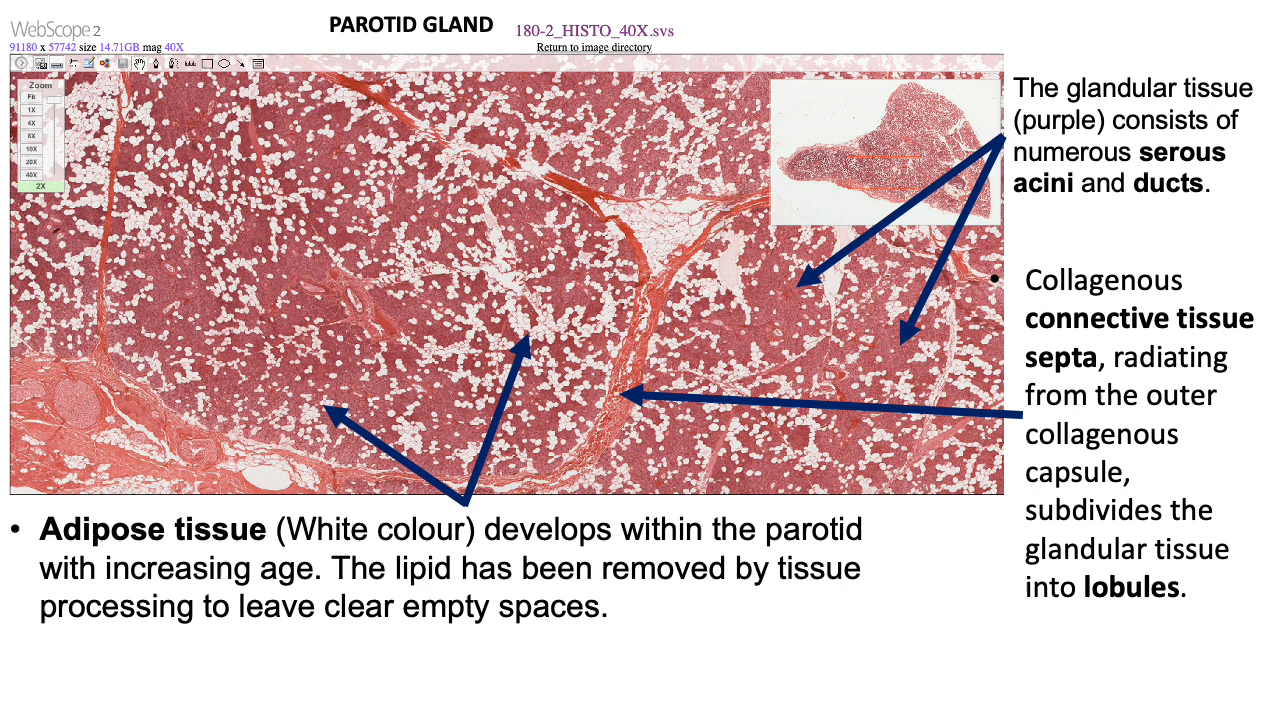 WebScope 2
PAROTID GLAND
180-2_HISTO_40X.svs
91180 x 57742 size 14.71GB mag 40X
Return to image directory
Zoom
Fit
1X
4X
8X
10X
20X
40X
2X
The glandular tissue
(purple) consists of
numerous serous
acini and ducts.
• Collagenous
connective tissue
septa, radiating
from the outer
collagenous
capsule,
subdivides the
glandular tissue
into lobules.
• Adipose tissue (White colour) develops within the parotid
with increasing age. The lipid has been removed by tissue
processing to leave clear empty spaces.